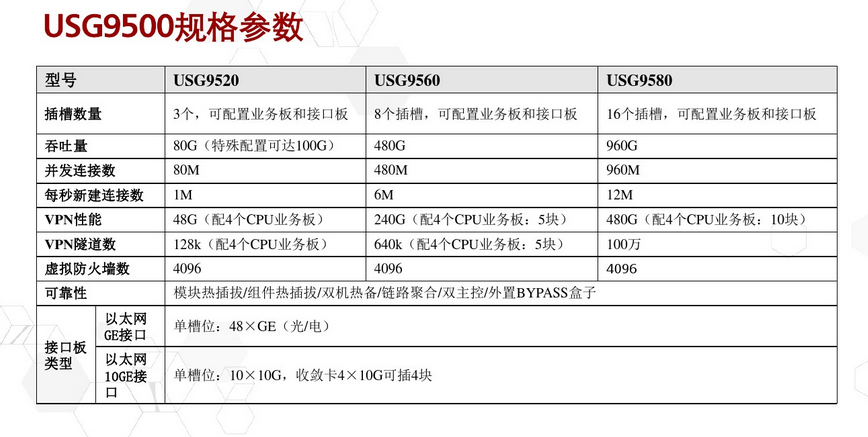 USG9500规格参数
型号 USG9520 USG9560 USG9580
插槽数量 3个，可配置业务板和接口板 8个插槽，可配置业务板和接口板 16个插槽，可配置业务板和接口板
吞吐量 80G（特殊配置可达100G） 480G 960G
并发连接数 80M 480M 960M
每秒新建连接数 1M 6M 12M
VPN性能 48G（配4个CPU业务板） 240G（配4个CPU业务板：5块） 480G（配4个CPU业务板：10块）
VPN隧道数 128k（配4个CPU业务板） 640k（配4个CPU业务板：5块） 100万
虚拟防火墙数 4096 4096 4096
可靠性 模块热插拔/组件热插拔/双机热备/链路聚合/双主控/外置BYPASS盒子
接口板
类型
以太网
GE接口
单槽位：48×GE（光/电）
以太网
10GE接
口
单槽位：10×10G，收敛卡4×10G可插4块